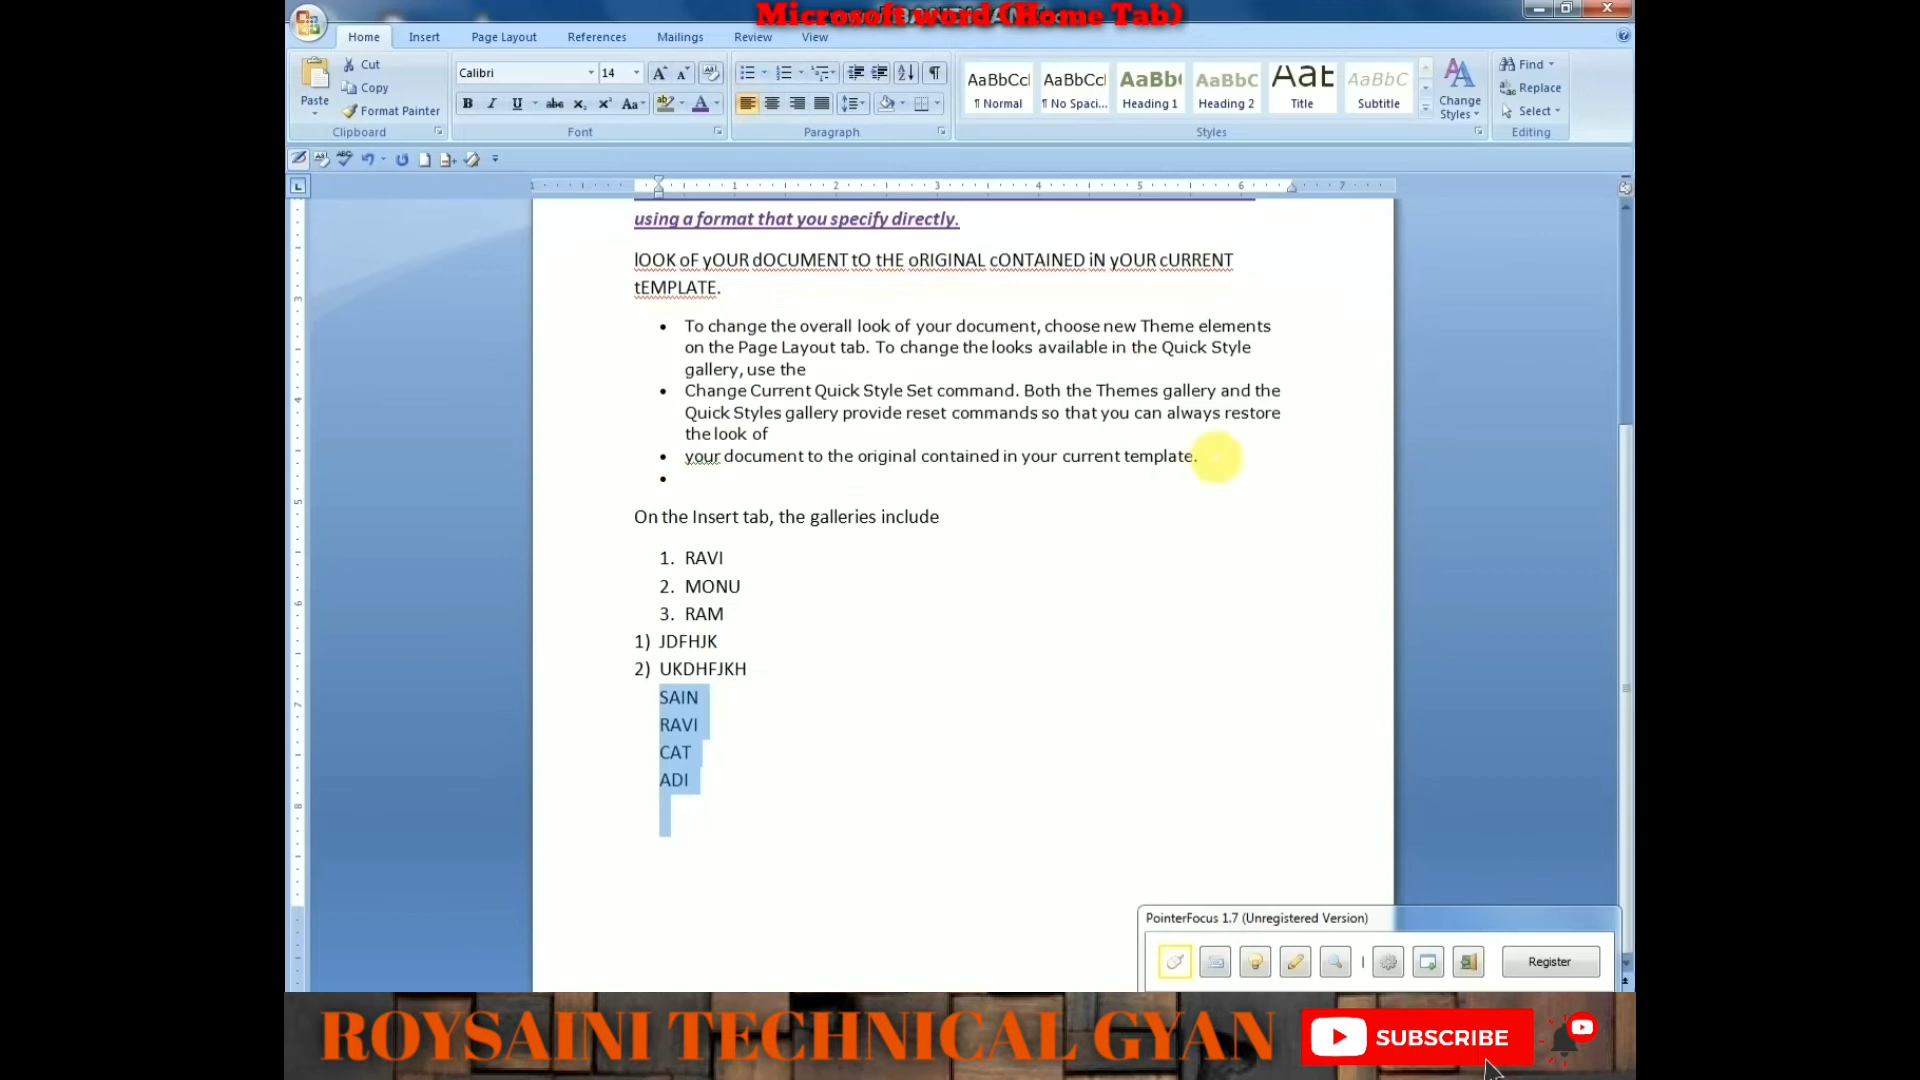 Microsoft word (Home Tab)
Home Insert Page Layout References Mailings Review View
Cut
Copy
Format Painter
Paste
Clipboard
Calibri 14
Font
Paragraph
AaBbCcI AaBbCcI AaBbC AaBbC Aat AaBbC
¶ Normal ¶ No Spaci... Heading 1 Heading 2 Title Subtitle
Change
Styles
Styles
Find
Replace
Select
Editing
using a format that you specify directly.
lOOK oF yOUR dOCUMENT tO tHE oRIGINAL cONTAINED iN yOUR cURRENT
tEMPLATE.
• To change the overall look of your document, choose new Theme elements
on the Page Layout tab. To change the looks available in the Quick Style
gallery, use the
• Change Current Quick Style Set command. Both the Themes gallery and the
Quick Styles gallery provide reset commands so that you can always restore
the look of
• your document to the original contained in your current template.
•
On the Insert tab, the galleries include
1. RAVI
2. MONU
3. RAM
1) JDFHJK
2) UKDHFJKH
SAIN
RAVI
CAT
ADI
PointerFocus 1.7 (Unregistered Version)
Register
ROYSAINI TECHNICAL GYAN
SUBSCRIBE